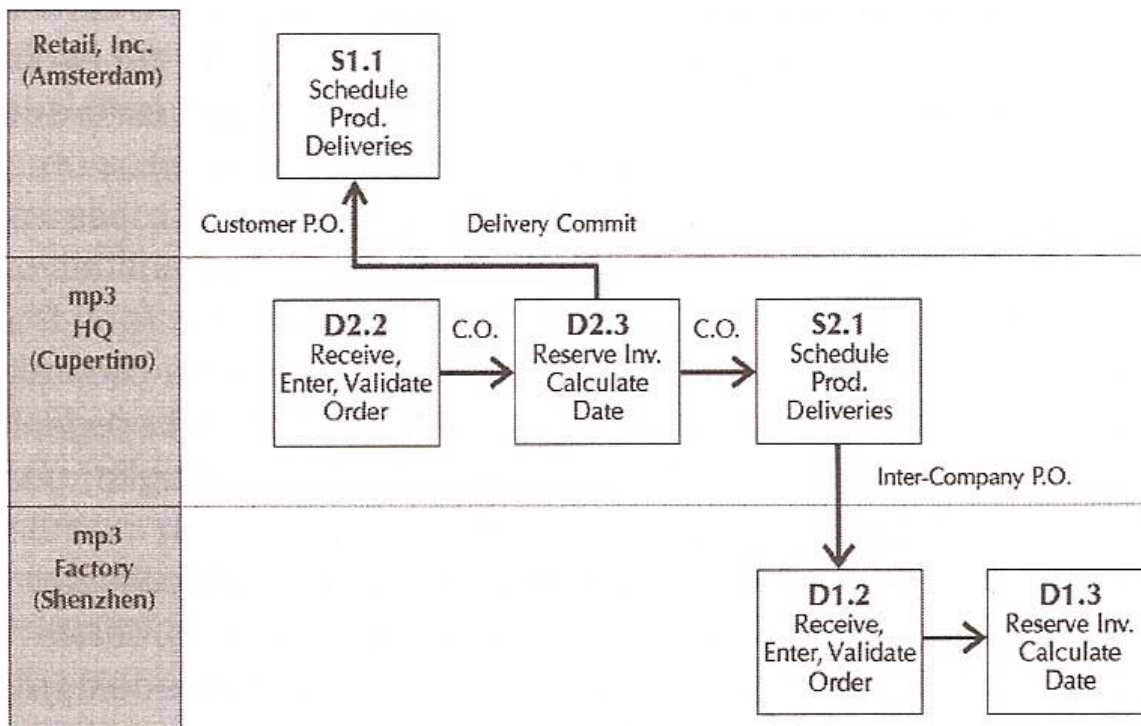 Retail, Inc.
(Amsterdam)
S1.1
Schedule
Prod.
Deliveries
Customer P.O.
Delivery Commit
mp3
HQ
(Cupertino)
D2.2
Receive,
Enter, Validate
Order
C.O.
D2.3
Reserve Inv.
Calculate
Date
C.O.
S2.1
Schedule
Prod.
Deliveries
Inter-Company P.O.
mp3
Factory
(Shenzhen)
D1.2
Receive,
Enter, Validate
Order
D1.3
Reserve Inv.
Calculate
Date